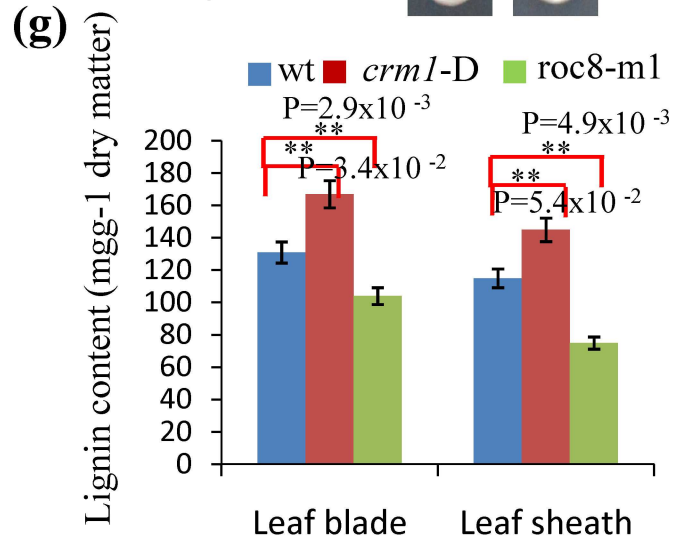 (g)
wt crm1-D roc8-m1
P=2.9x10 -3
P=4.9x10 -3
**
**
**
**
P=3.4x10 -2
P=5.4x10 -2
Lignin content (mgg-1 dry matter)
200
180
160
140
120
100
80
60
40
20
0
Leaf blade Leaf sheath